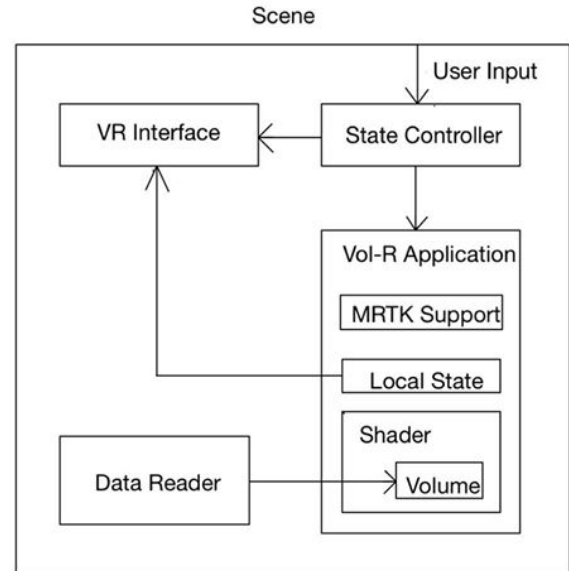 Scene
User Input
VR Interface
State Controller
Vol-R Application
MRTK Support
Local State
Shader
Data Reader
Volume